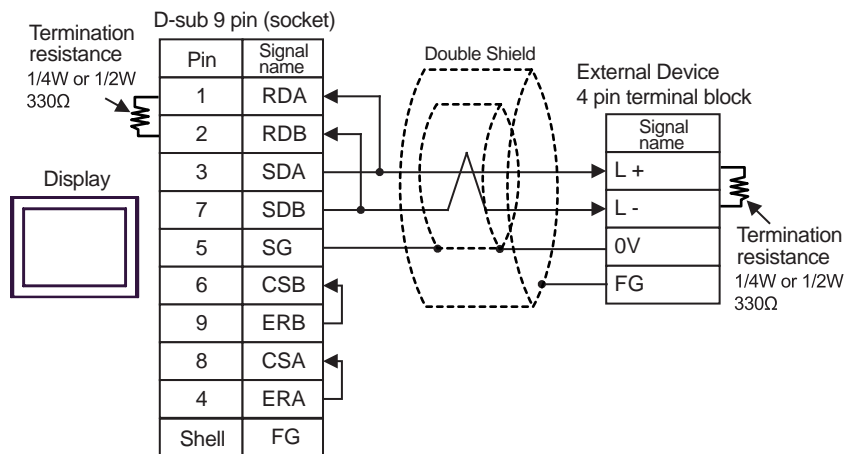 D-sub 9 pin (socket)
Termination
resistance
1/4W or 1/2W
330Ω
Pin Signal name
1 RDA
2 RDB
3 SDA
7 SDB
5 SG
6 CSB
9 ERB
8 CSA
4 ERA
Shell FG
Display
Double Shield
External Device
4 pin terminal block
Signal
name
L +
L -
0V
FG
Termination
resistance
1/4W or 1/2W
330Ω